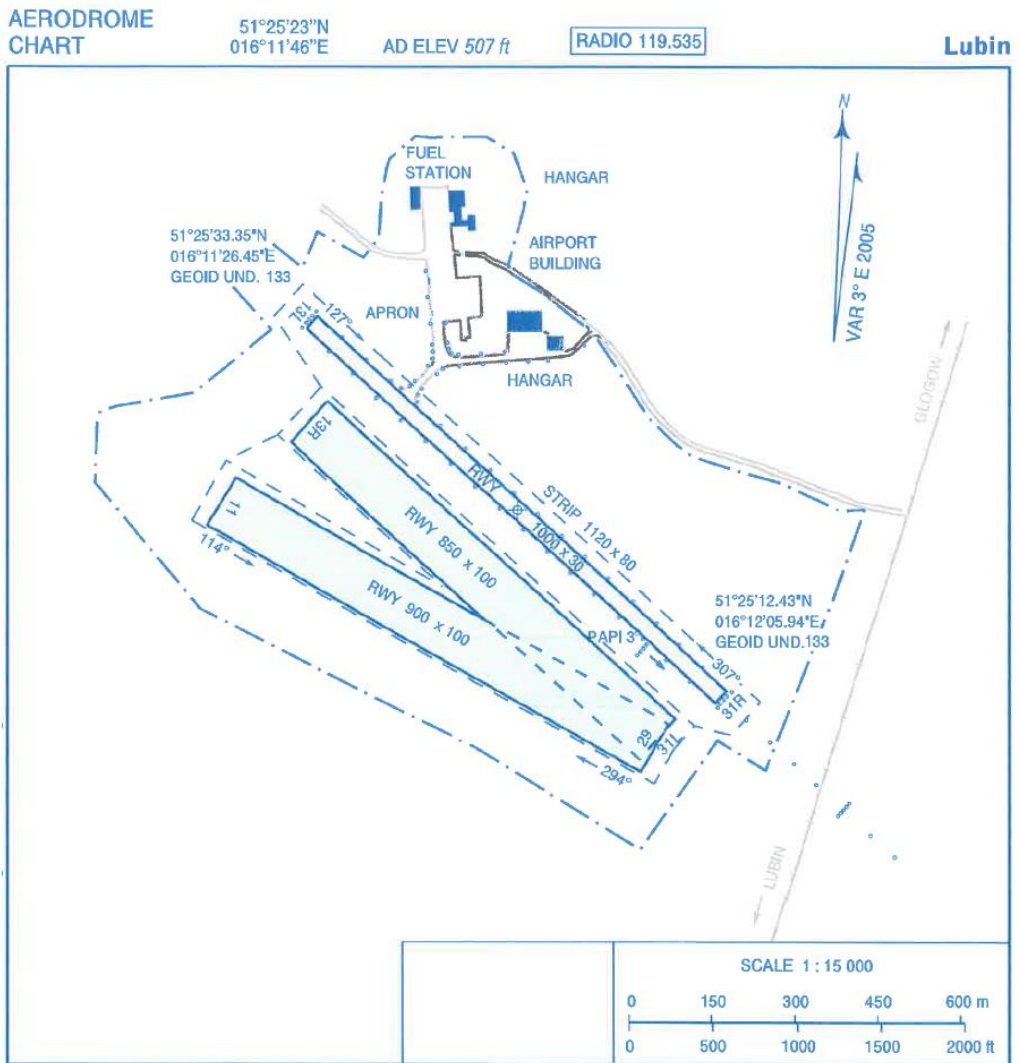 AERODROME
CHART
51°25'23"N
016°11'46"E
AD ELEV 507 ft
RADIO 119.535
Lubin
N
VAR 3° E 2005
FUEL
STATION
HANGAR
51°25'33.35"N
016°11'26.45"E
GEOID UND. 133
AIRPORT
BUILDING
127°
APRON
HANGAR
GLOGOW
13R
RWY
STRIP 1120 x 80
1000 x 30
11
RWY 850 x 100
114°
RWY 900 x 100
51°25'12.43"N
016°12'05.94"E
GEOID UND.133
PAPI 3°
307°
31R
29
31L
294°
LUBIN
SCALE 1 : 15 000
0 150 300 450 600 m
0 500 1000 1500 2000 ft